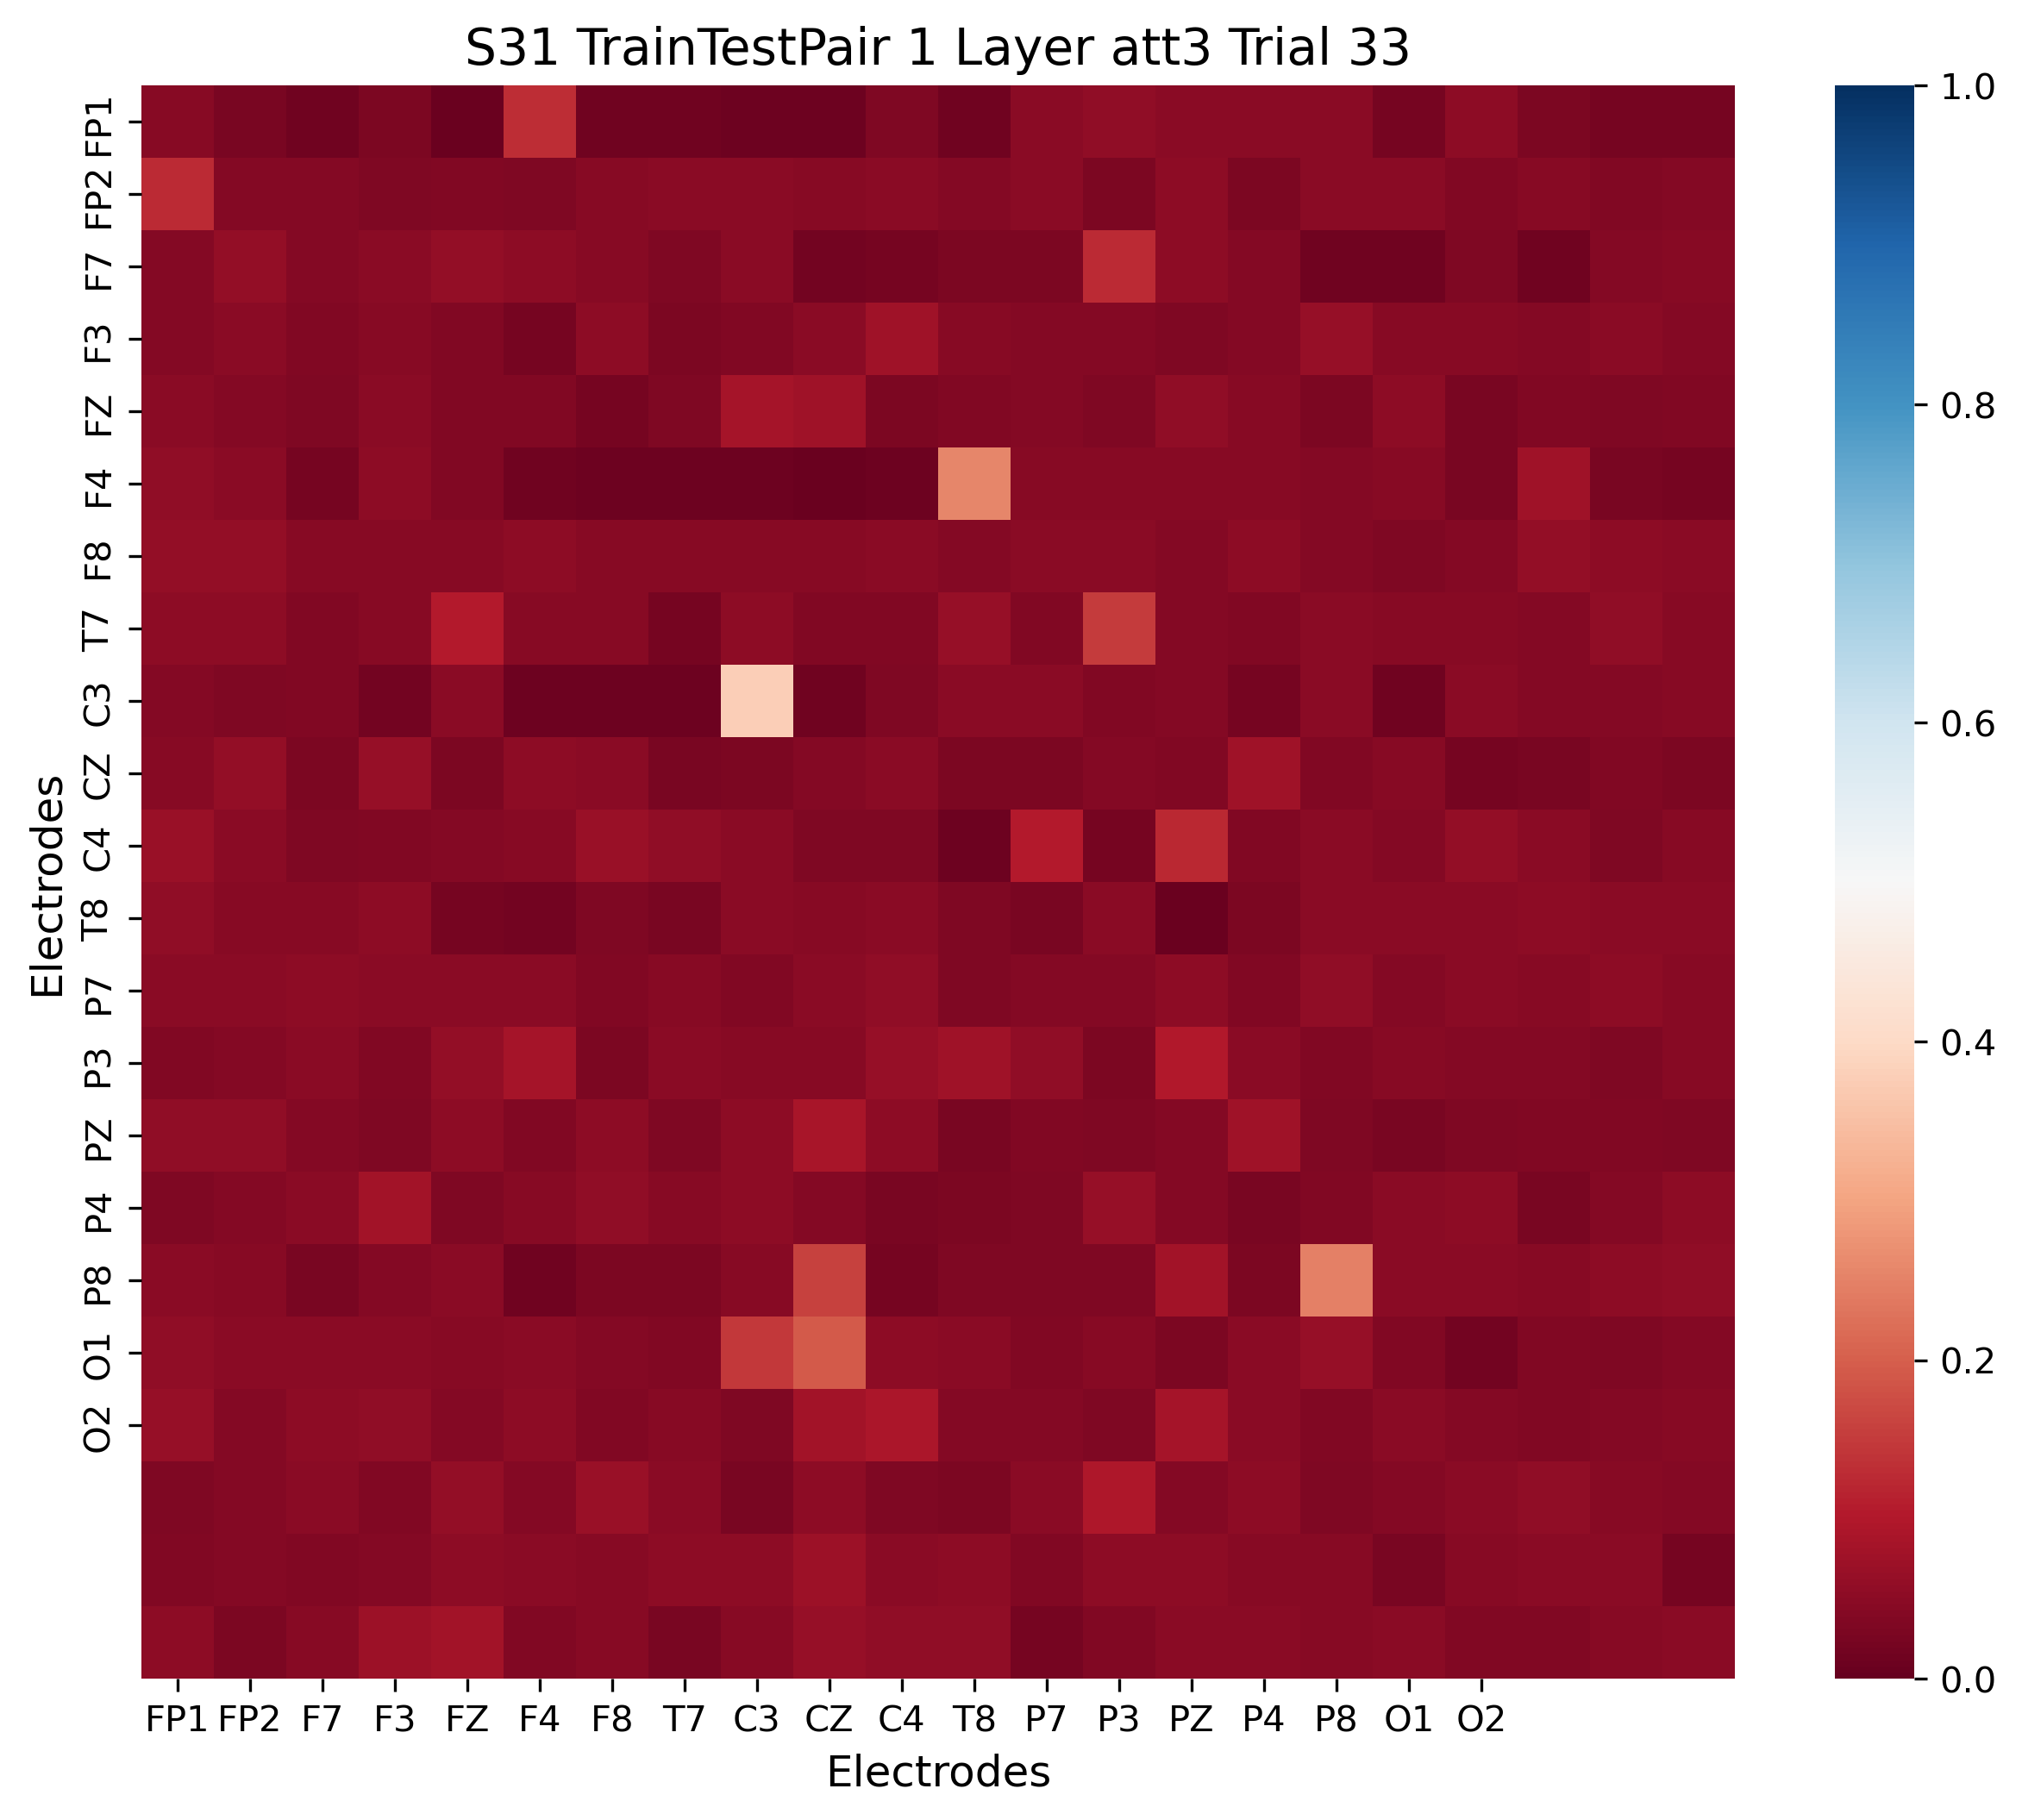 S31 TrainTestPair 1 Layer att3 Trial 33
Electrodes
FP1
FP2
F7
F3
FZ
F4
F8
T7
C3
CZ
C4
T8
P7
P3
PZ
P4
P8
O1
O2
FP1 FP2 F7 F3 FZ F4 F8 T7 C3 CZ C4 T8 P7 P3 PZ P4 P8 O1 O2
Electrodes
1.0
0.8
0.6
0.4
0.2
0.0